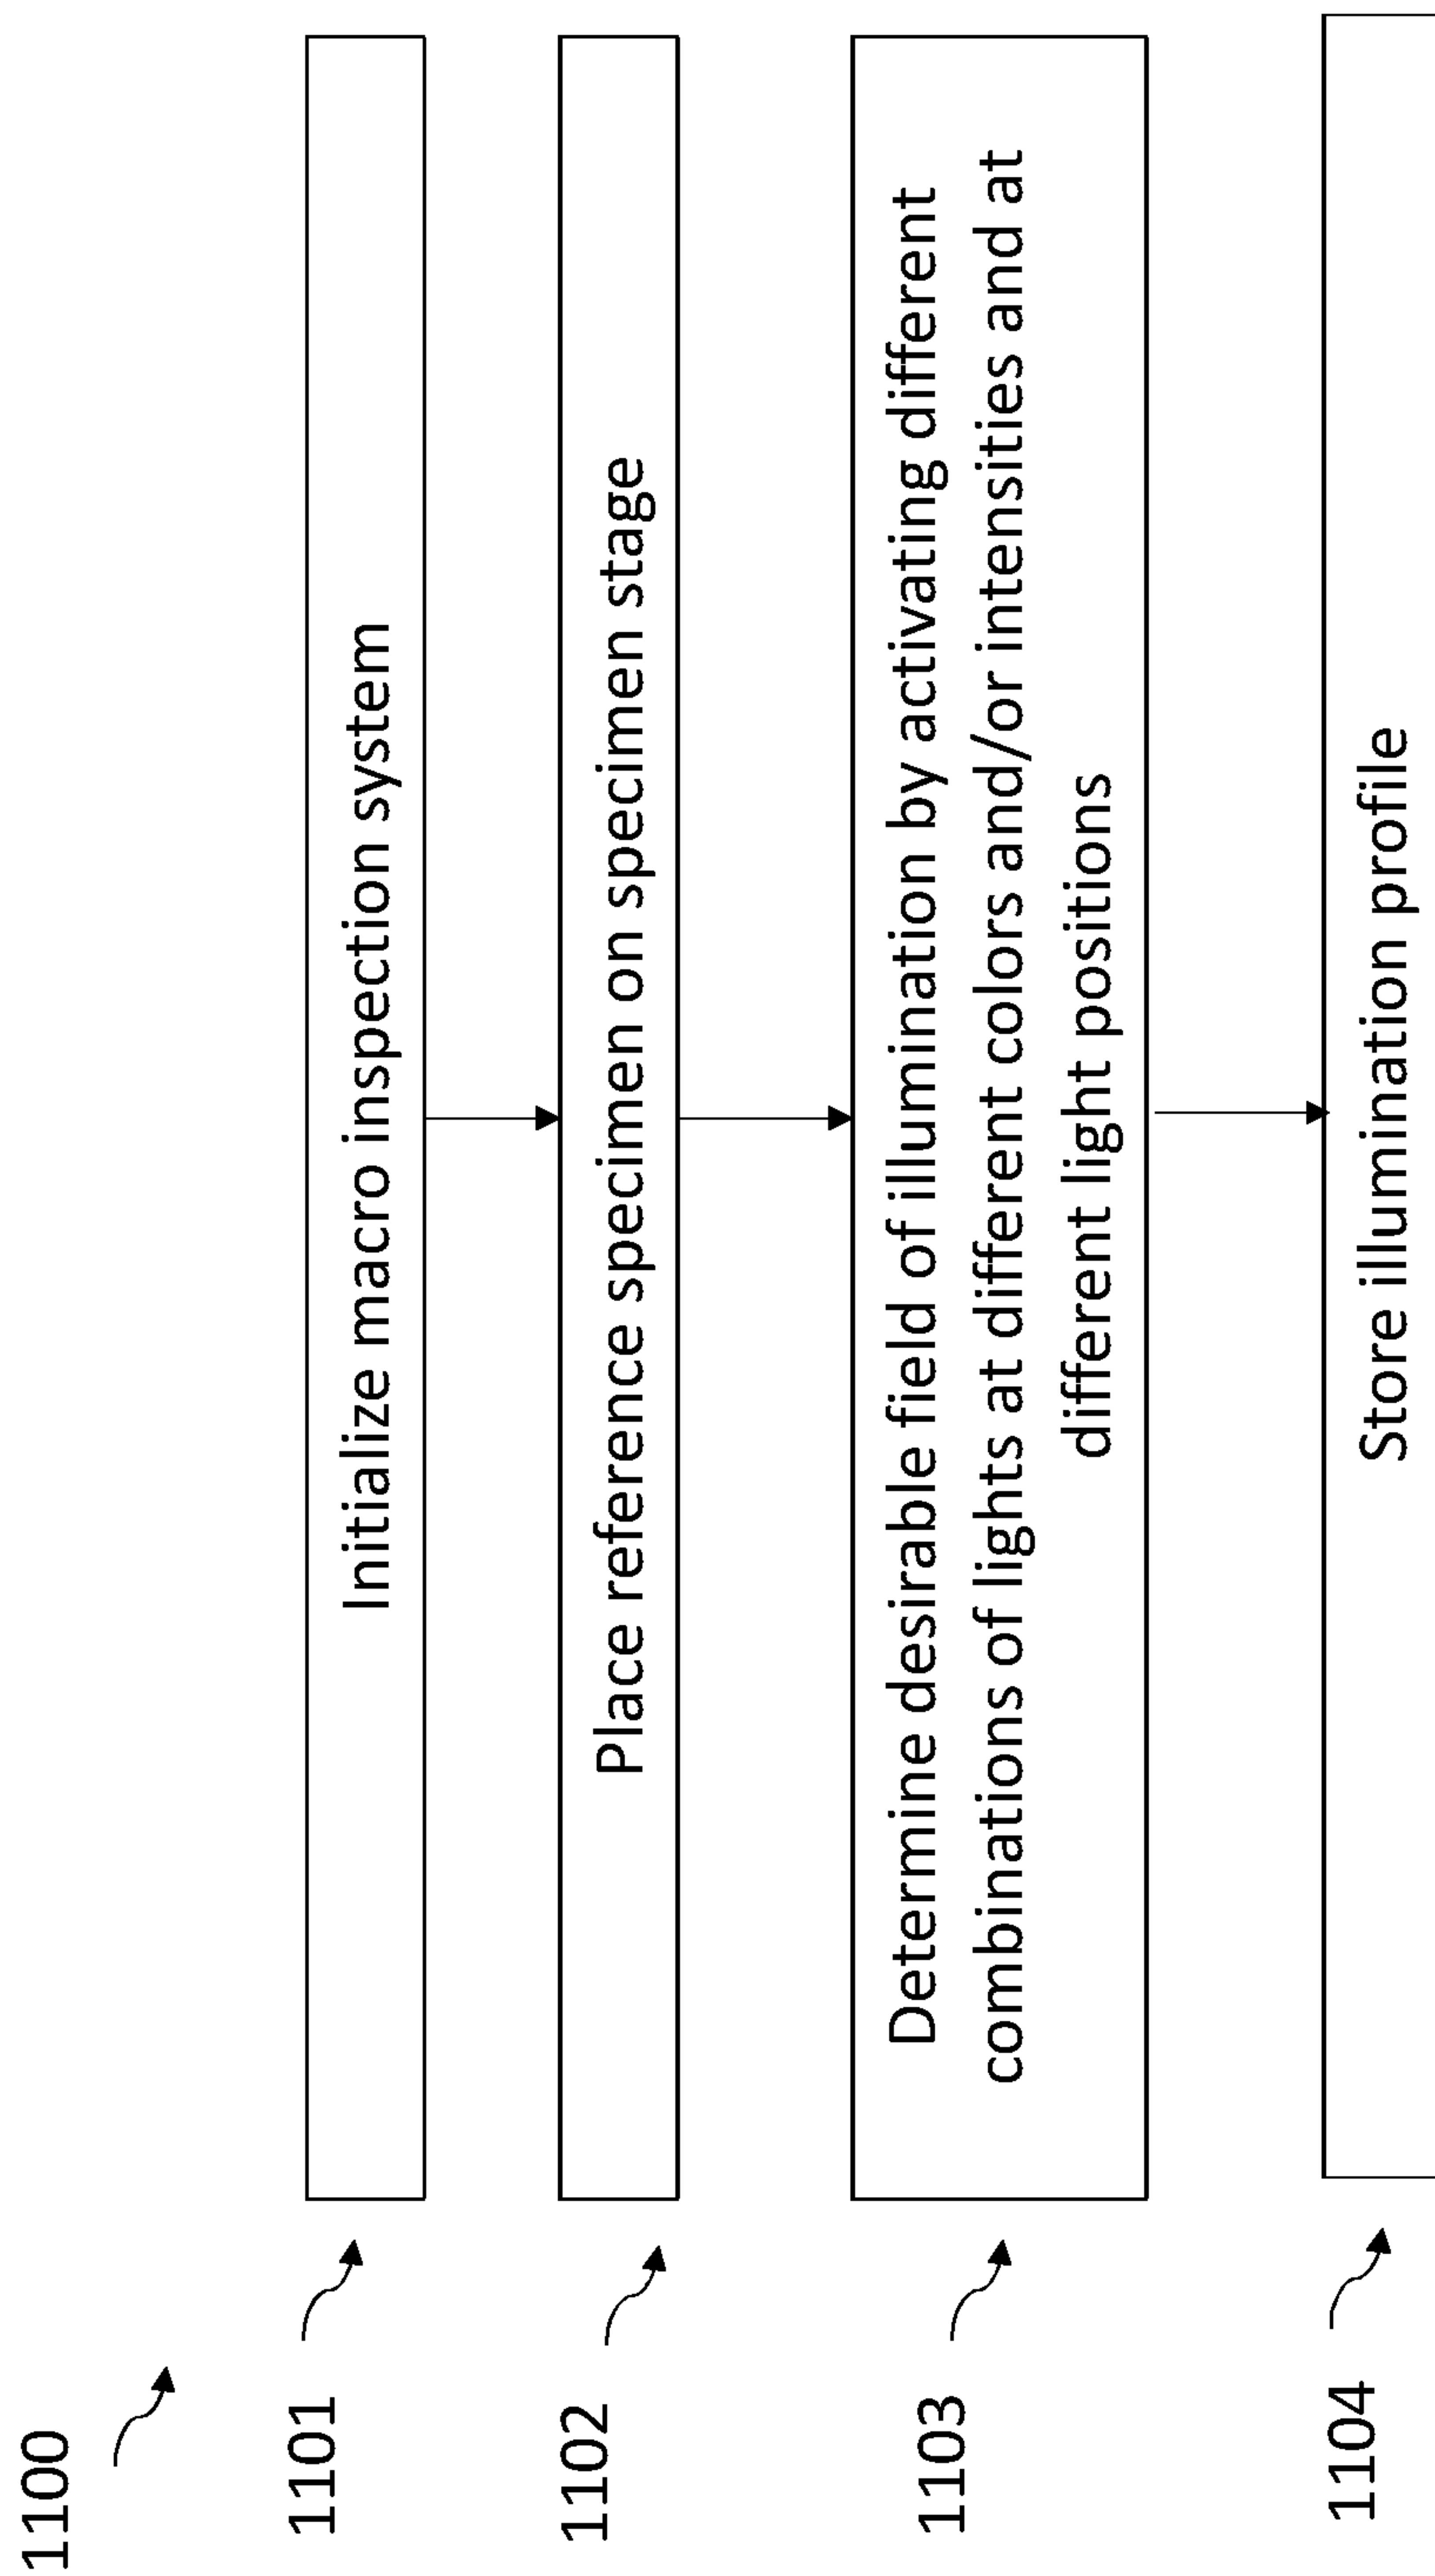 1100
1101
Initialize macro inspection system
1102
Place reference specimen on specimen stage
1103
Determine desirable field of illumination by activating different
combinations of lights at different colors and/or intensities and at
different light positions
1104
Store illumination profile